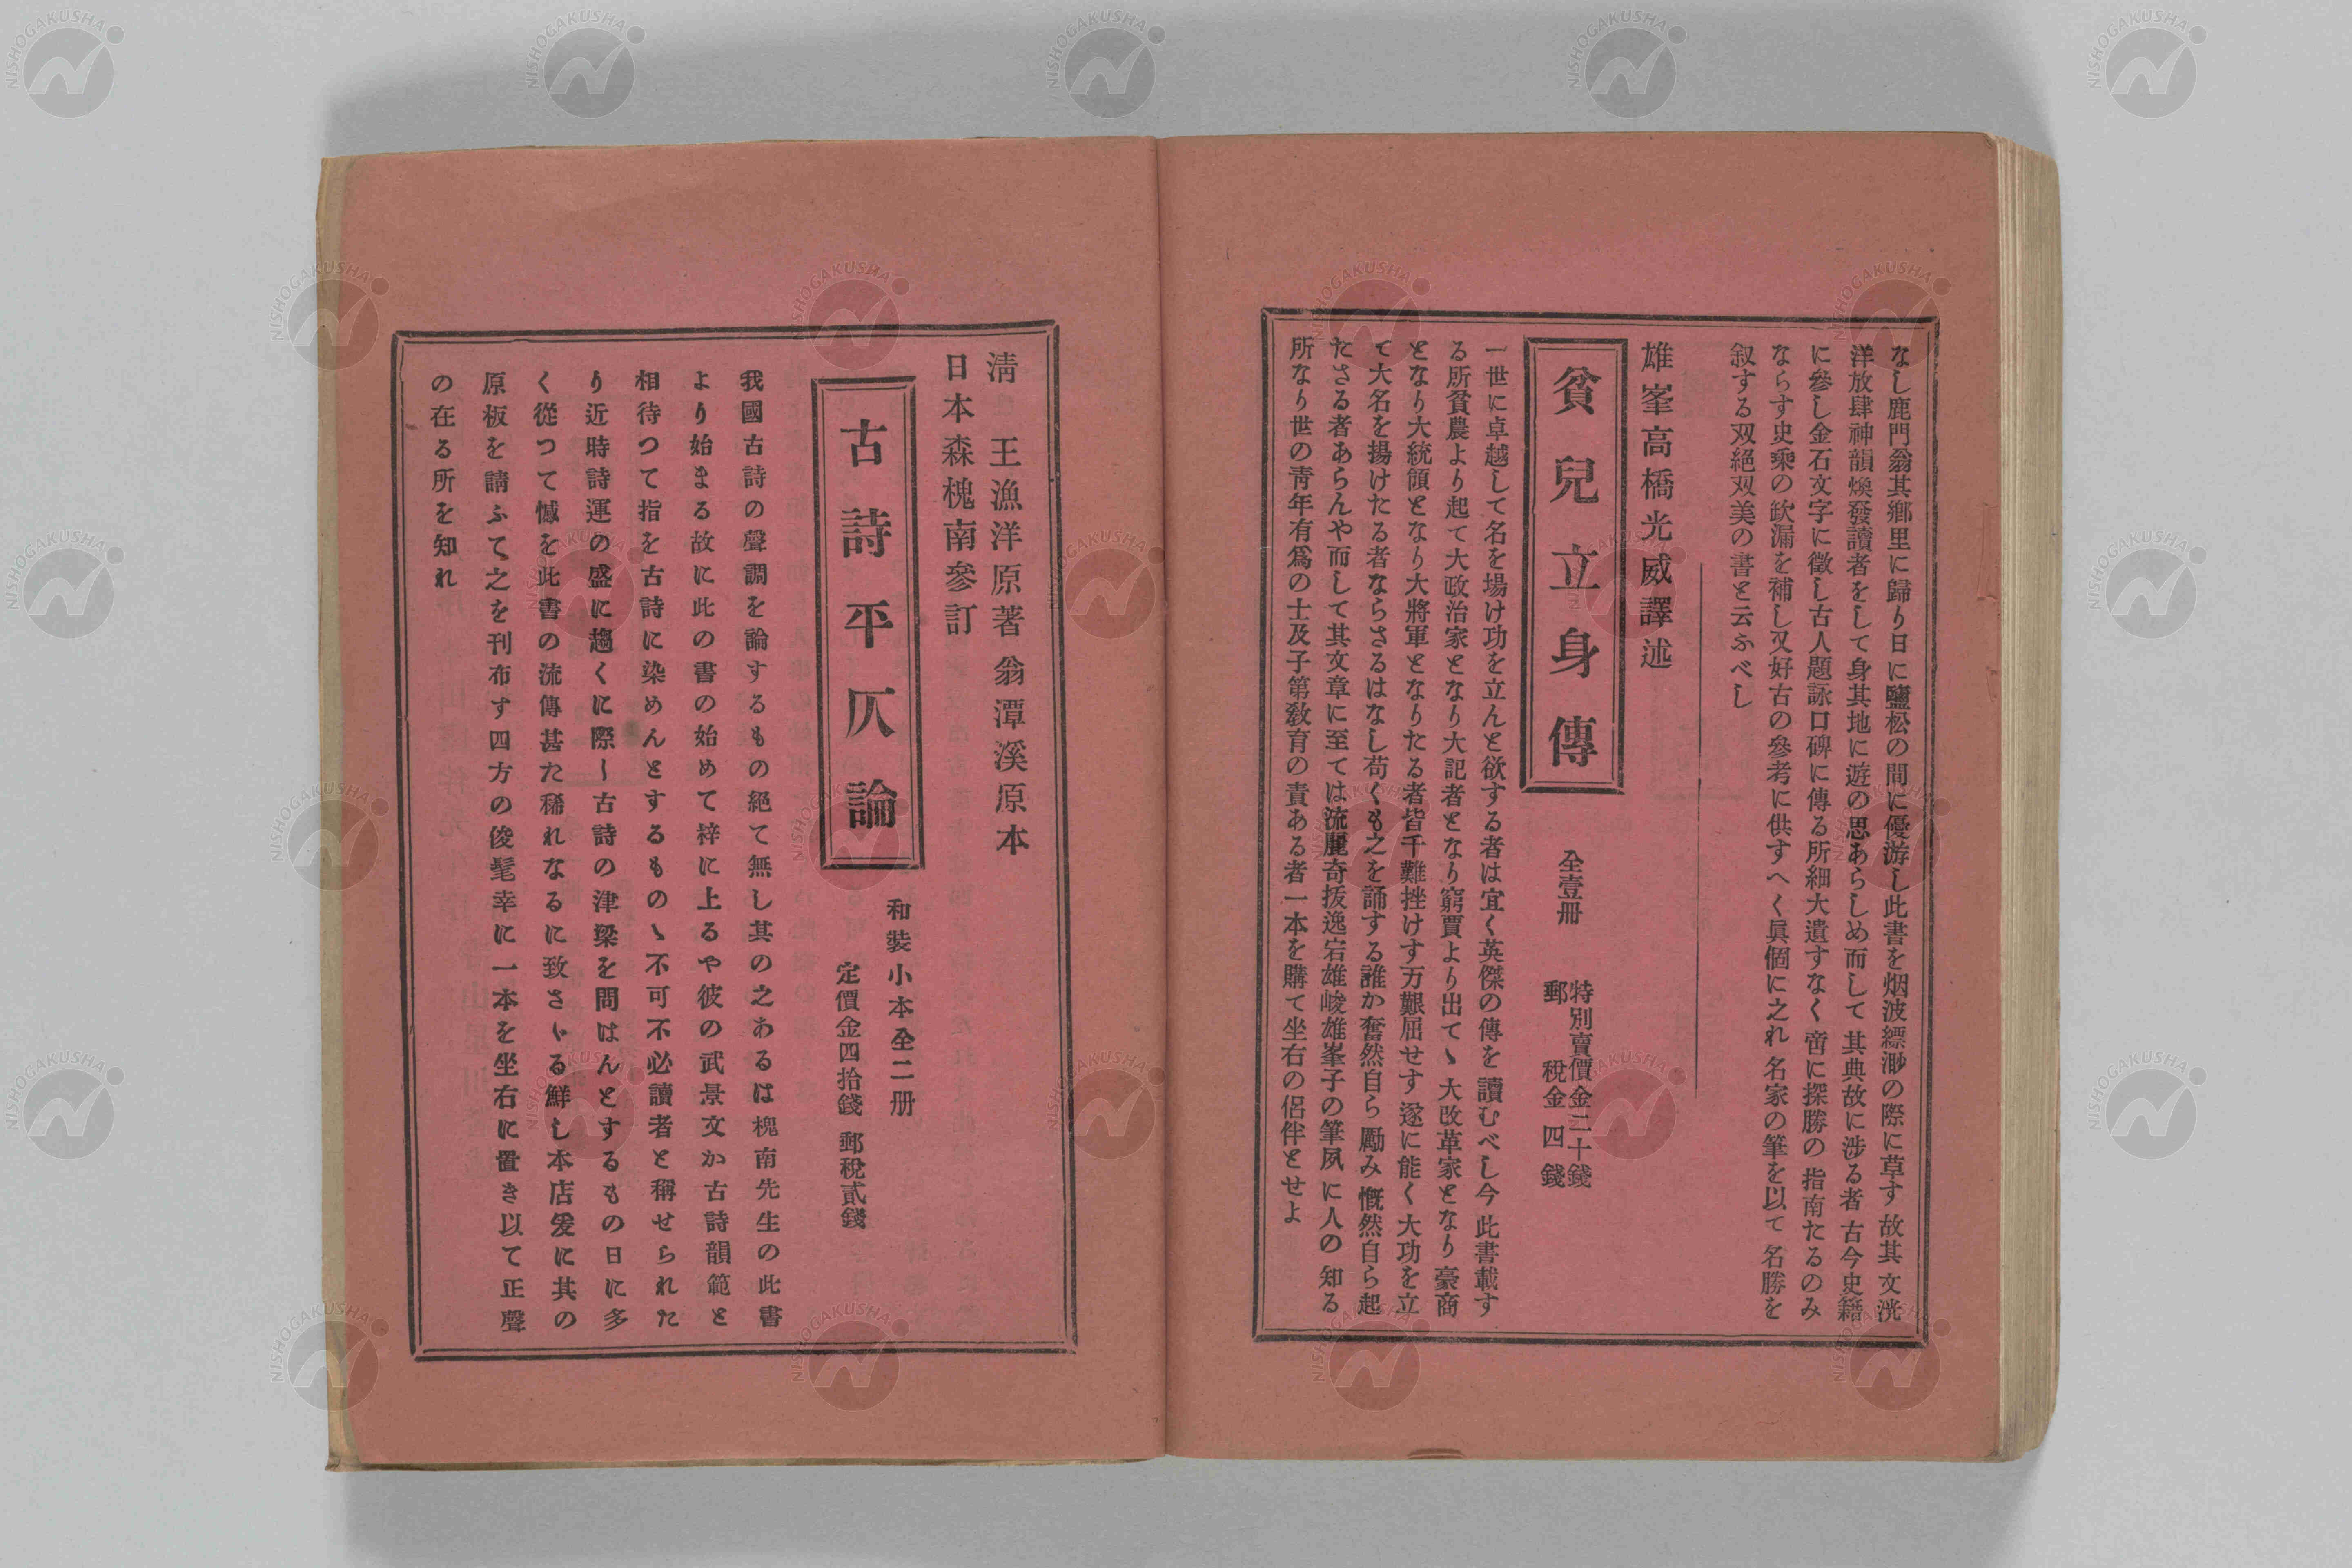 なし鹿門翁其鄕里に歸り日に鹽松の間に優游し此書を烟波縹渺の際に草す故其文洸
洋放肆神韻煥發讀者をして身其地に遊の思あらしめ而して其典故に涉る者古今史籍
に參し金石文字に徵し古人題詠口碑に傳る所細大遺すなく啻に探勝の指南たるのみ
ならす史乘の欽漏を補し又好古の參考に供すへく眞個に之れ名家の筆を以て名勝を
叙する双絕双美の書と云ふべし
雄峯高橋光威譯述
貧兒立身傳
全壹册
特別賣價金二十錢
郵稅金四錢
一世に卓越して名を塲け功を立んと欲する者は宜く英傑の傳を讀むべし今此書載す
る所貧農より起て大政治家となり大記者となり窮賈より出てヽ大改革家となり豪商
となり大統領となり大將軍となりたる者皆千難挫けす万艱屈せす遂に能く大功を立
て大名を揚けたる者ならさるはなし苟くも之を誦する誰か奮然自ら勵み慨然自ら起
たさる者あらんや而して其文章に至ては流麗奇拔逸宕雄峻雄峯子の筆夙に人の知る
所なり世の靑年有爲の士及子第敎育の責ある者一本を購て坐右の侶伴とせよ
淸 王漁洋原著 翁潭溪原本
日本森槐南參訂
古詩平仄論
和裝小本全二册
定價金四拾錢 郵稅貳錢
我國古詩の聲調を論するもの絕て無し其の之あるは槐南先生の此書
より始まる故に此の書の始めて梓に上るや彼の武景文か古詩韻範と
相待つて指を古詩に染めんとするものヽ不可不必讀者と稱せられた
り近時詩運の盛に趨くに際し古詩の津梁を問はんとするもの日に多
く從つて憾を此書の流傳甚た稀れなるに致さヽる鮮し本店爰に其の
原板を請ふて之を刊布す四方の俊髦幸に一本を坐右に置き以て正聲
の在る所を知れ